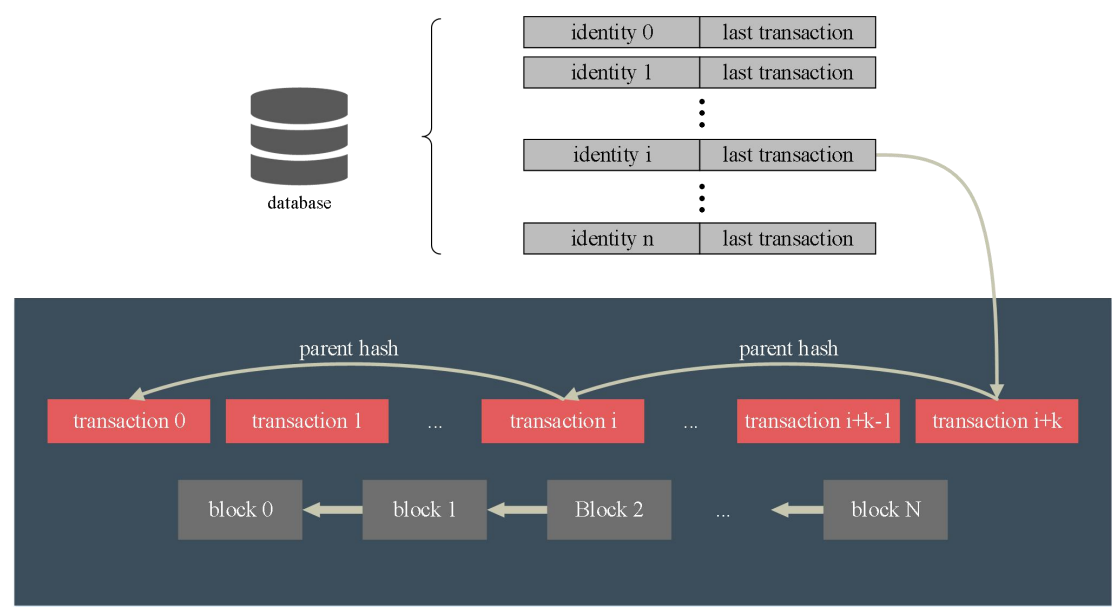 identity 0 last transaction
identity 1 last transaction
identity i last transaction
database
identity n last transaction
parent hash parent hash
transaction 0 transaction 1 ... transaction i ... transaction i+k-1 transaction i+k
block 0 block 1 Block 2 ... block N